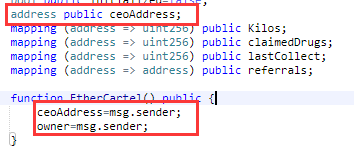 address public ceoAddress;
mapping (address => uint256) public Kilos;
mapping (address => uint256) public claimedDrugs;
mapping (address => uint256) public lastCollect;
mapping (address => address) public referrals;
function EtherCartel() public {
ceoAddress=msg.sender;
owner=msg.sender;
}